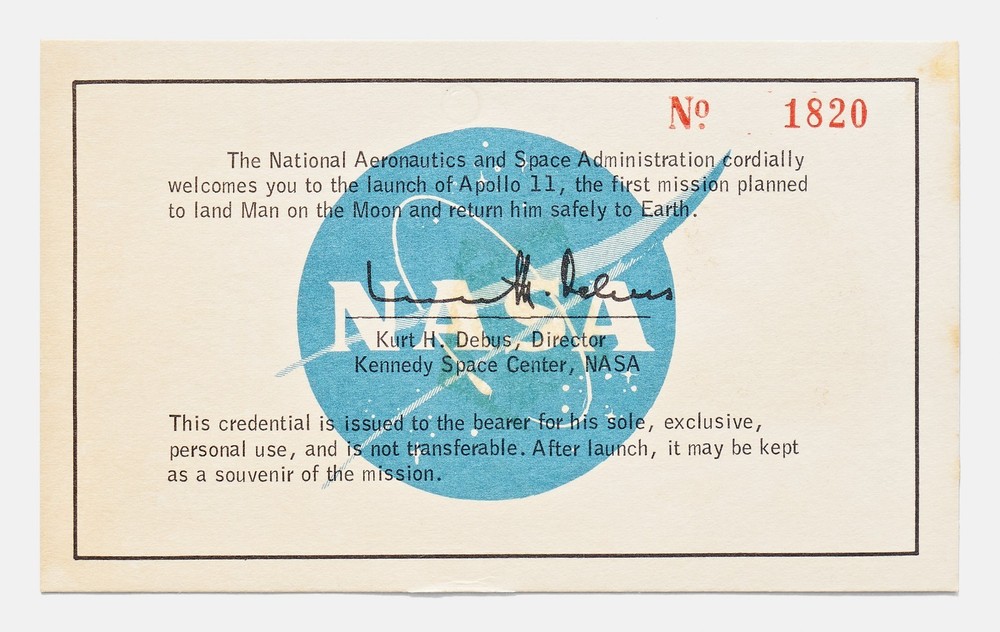 Nº 1820
The National Aeronautics and Space Administration cordially
welcomes you to the launch of Apollo 11, the first mission planned
to land Man on the Moon and return him safely to Earth.
NASA
Kurt H. Debus
Kurt H. Debus, Director
Kennedy Space Center, NASA
This credential is issued to the bearer for his sole, exclusive,
personal use, and is not transferable. After launch, it may be kept
as a souvenir of the mission.